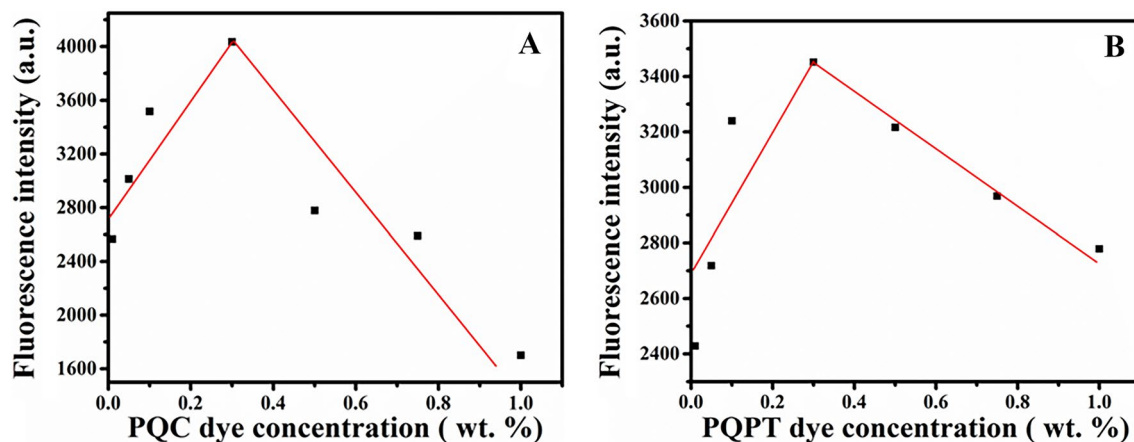 A
Fluorescence intensity (a.u.)
4000
3600
3200
2800
2400
2000
1600
0.0 0.2 0.4 0.6 0.8 1.0
PQC dye concentration ( wt. %)
B
Fluorescence intensity (a.u.)
3600
3400
3200
3000
2800
2600
2400
0.0 0.2 0.4 0.6 0.8 1.0
PQPT dye concentration ( wt. %)